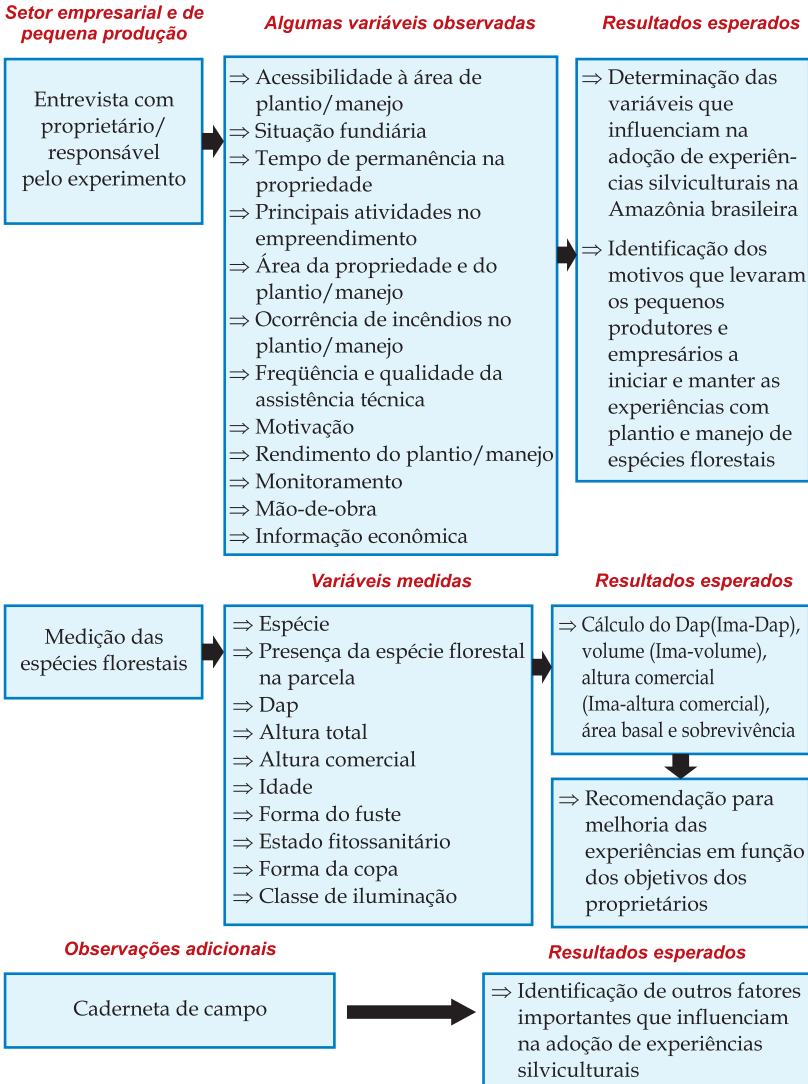 Setor empresarial e de
pequena produção
Entrevista com
proprietário/
responsável
pelo experimento
Algumas variáveis observadas
⇒ Acessibilidade à área de
plantio/manejo
⇒ Situação fundiária
⇒ Tempo de permanência na
propriedade
⇒ Principais atividades no
empreendimento
⇒ Área da propriedade e do
plantio/manejo
⇒ Ocorrência de incêndios no
plantio/manejo
⇒ Freqüência e qualidade da
assistência técnica
⇒ Motivação
⇒ Rendimento do plantio/manejo
⇒ Monitoramento
⇒ Mão-de-obra
⇒ Informação econômica
Resultados esperados
⇒ Determinação das
variáveis que
influenciam na
adoção de experiên-
cias silviculturais na
Amazônia brasileira
⇒ Identificação dos
motivos que levaram
os pequenos
produtores e
empresários a
iniciar e manter as
experiências com
plantio e manejo de
espécies florestais
Medição das
espécies florestais
Variáveis medidas
⇒ Espécie
⇒ Presença da espécie florestal
na parcela
⇒ Dap
⇒ Altura total
⇒ Altura comercial
⇒ Idade
⇒ Forma do fuste
⇒ Estado fitossanitário
⇒ Forma da copa
⇒ Classe de iluminação
Resultados esperados
⇒ Cálculo do Dap(Ima-Dap),
volume (Ima-volume),
altura comercial
(Ima-altura comercial),
área basal e sobrevivência
⇒ Recomendação para
melhoria das
experiências em função
dos objetivos dos
proprietários
Observações adicionais
Caderneta de campo
Resultados esperados
⇒ Identificação de outros fatores
importantes que influenciam
na adoção de experiências
silviculturais